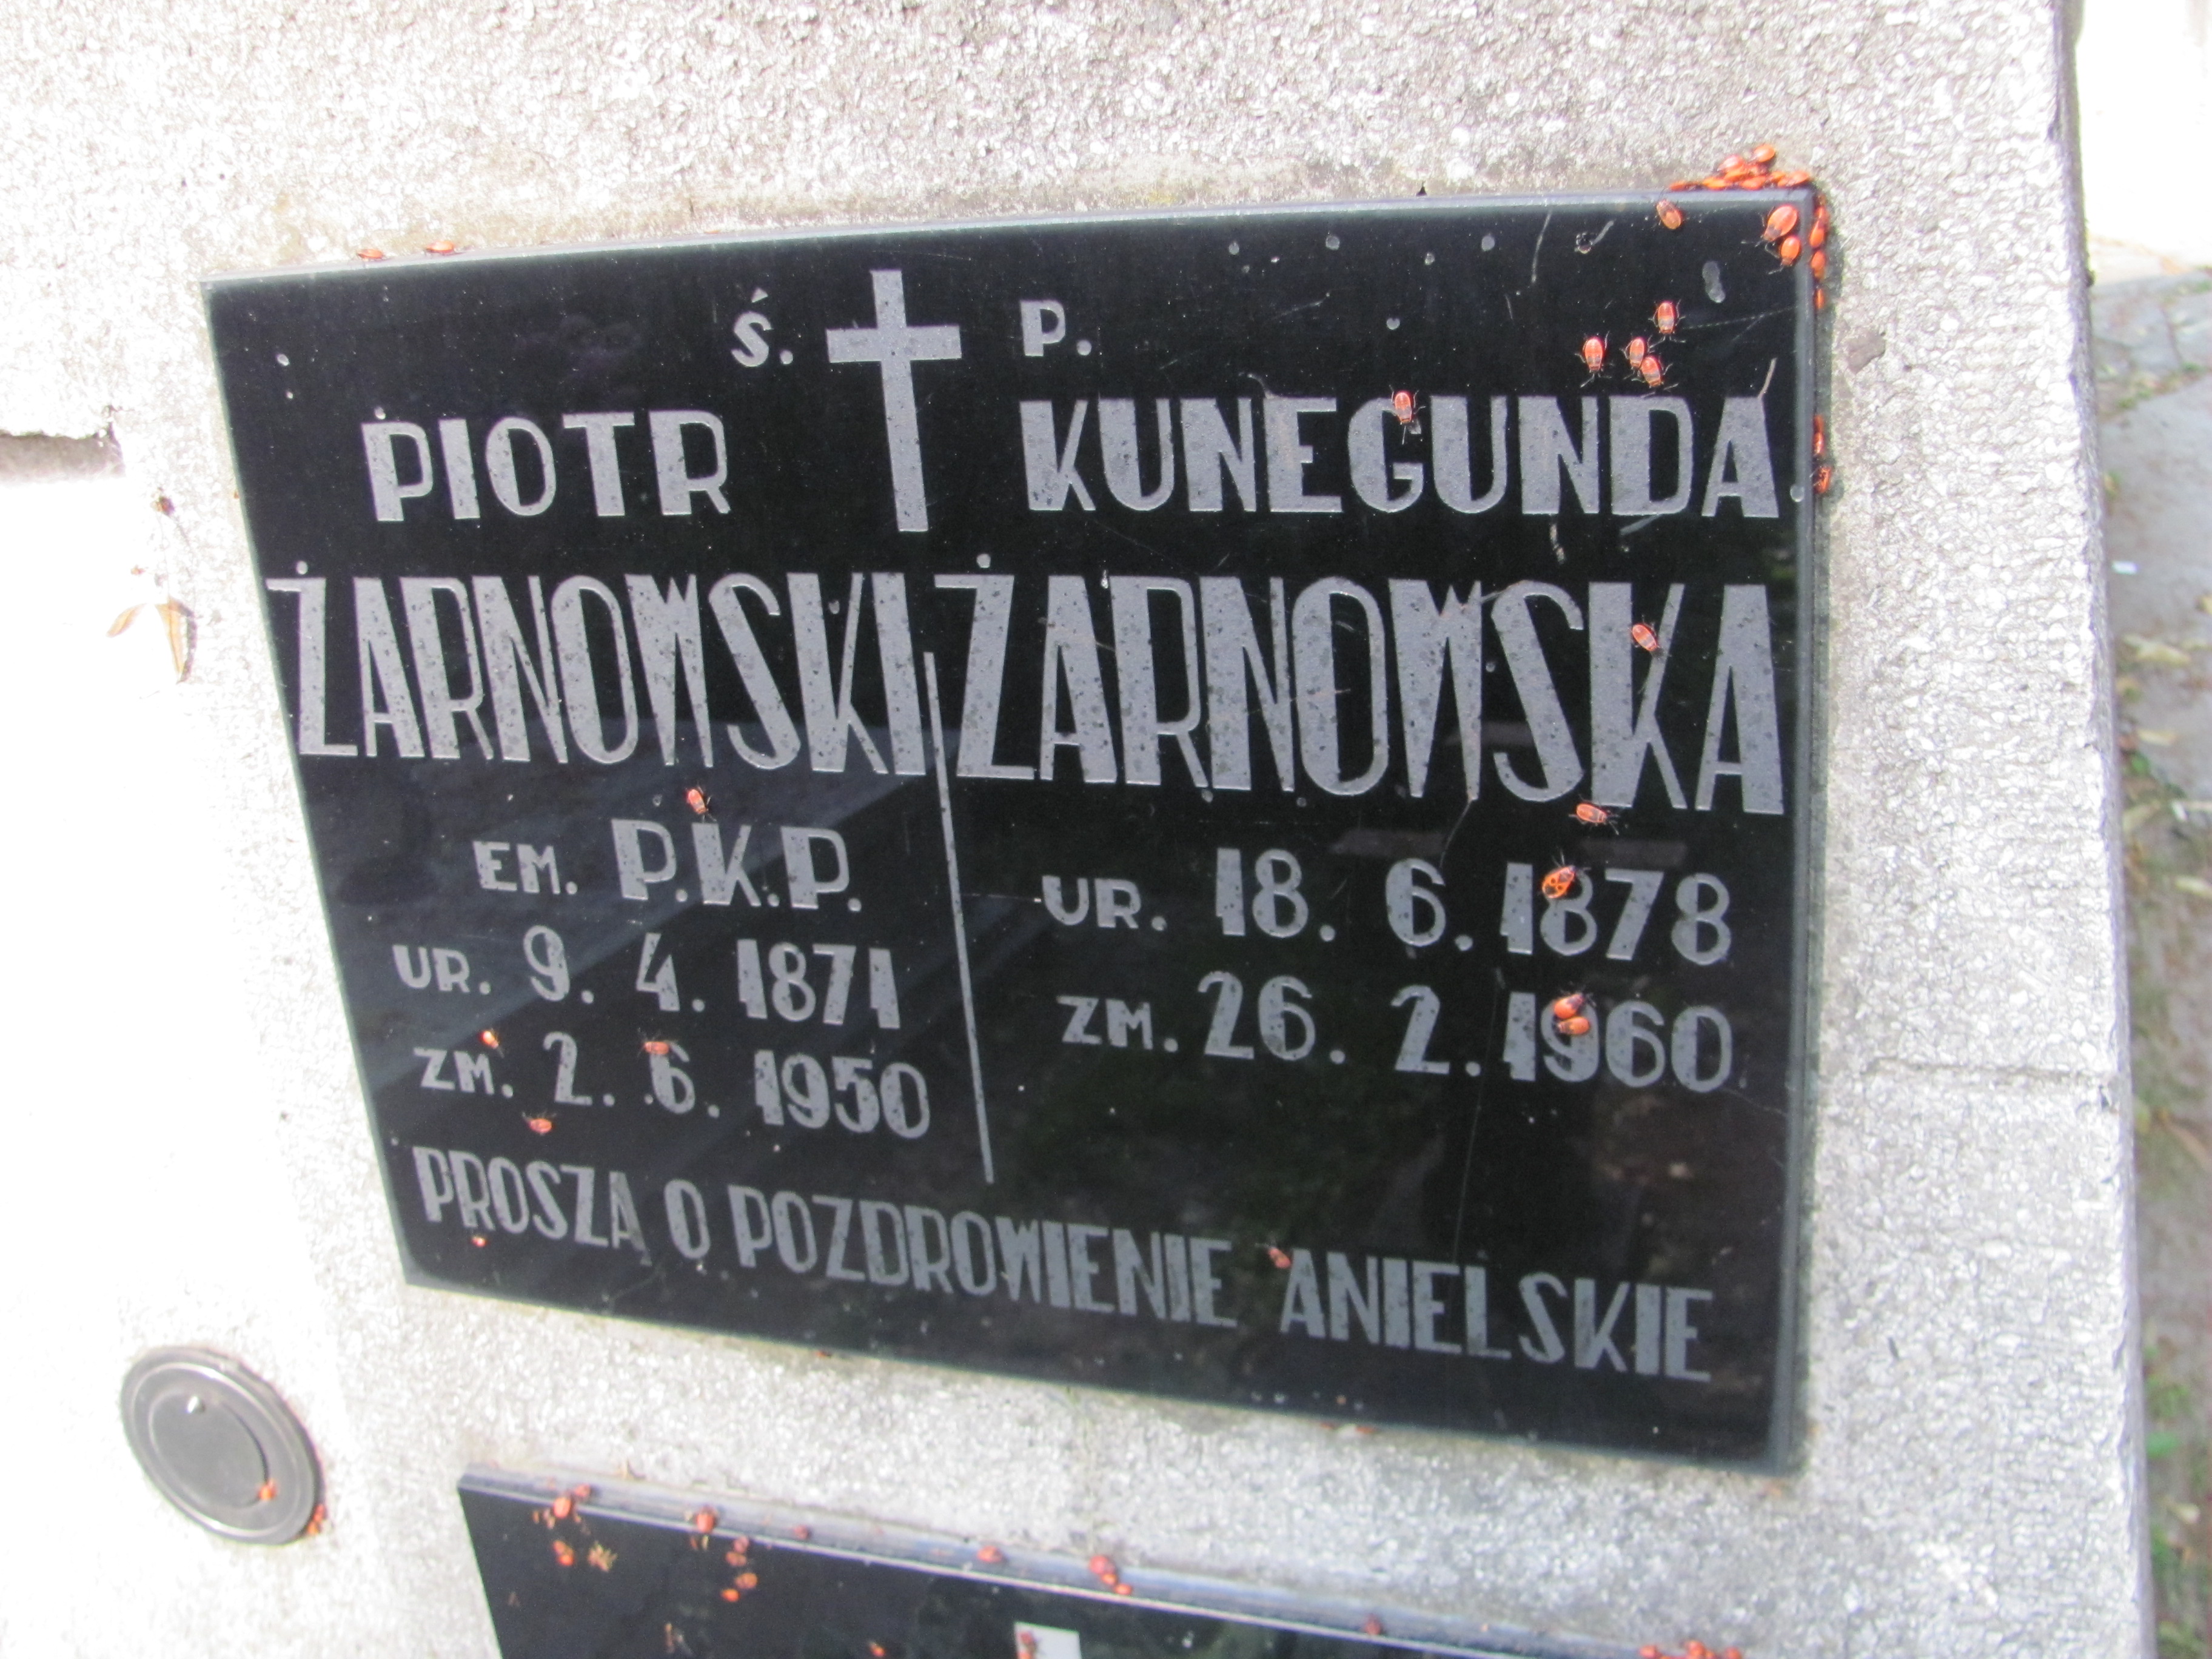 Ś. P.
PIOTR KUNEGUNDA
ŻARNOWSKI ŻARNOWSKA
EM. P.K.P.
UR. 9. 4. 1871
ZM. 2. 6. 1950
UR. 18. 6. 1878
ZM. 26. 2. 1960
PROSZĄ O POZDROWIENIE ANIELSKIE